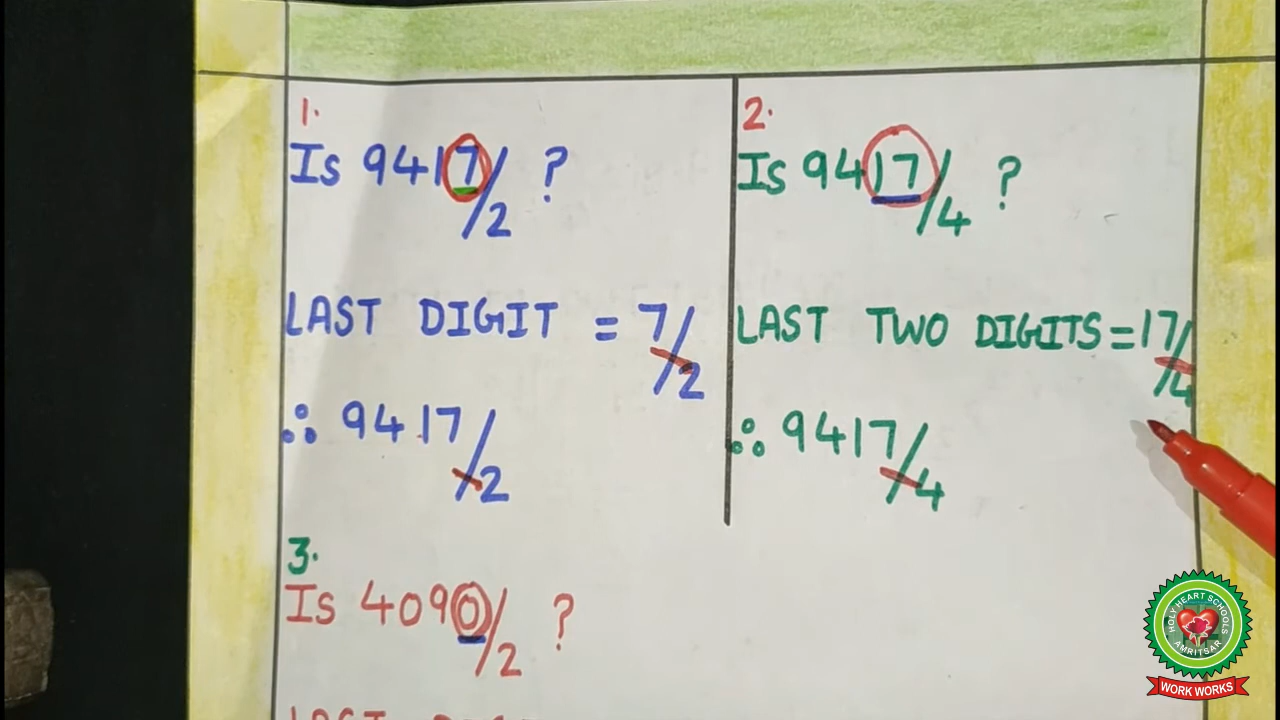 1.
Is 9417/2 ?
LAST DIGIT = 7/2
∴ 9417/2
2.
Is 9417/4 ?
LAST TWO DIGITS = 17/4
∴ 9417/4
3.
Is 4090/2 ?
HOLY HEART SCHOOLS
AMRITSAR
WORK WORKS